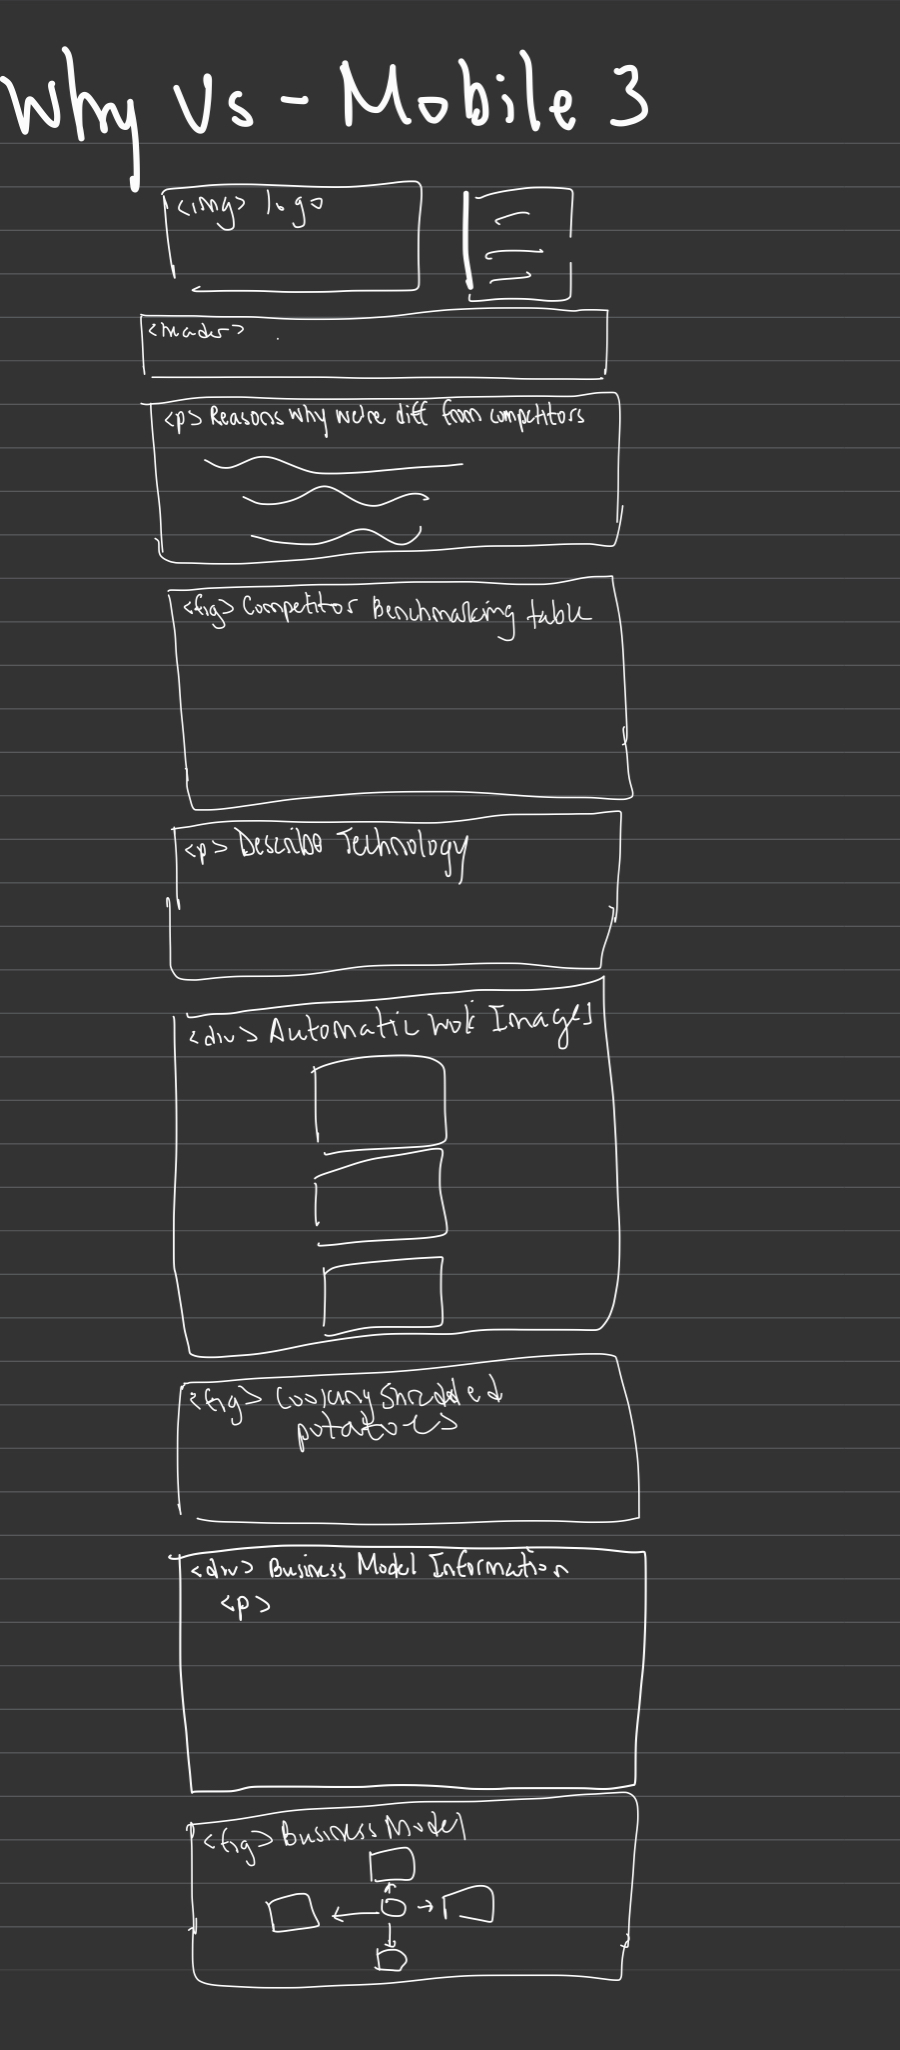 Why Us - Mobile 3
<img> logo
<header>
<p> Reasons why we're diff from competitors
<fig> Competitor Benchmarking table
<p> Describe Technology
<div> Automatic wok Images
<fig> Cooking Shredded
potatoes
<div> Business Model Information
<p>
<fig> Business Model